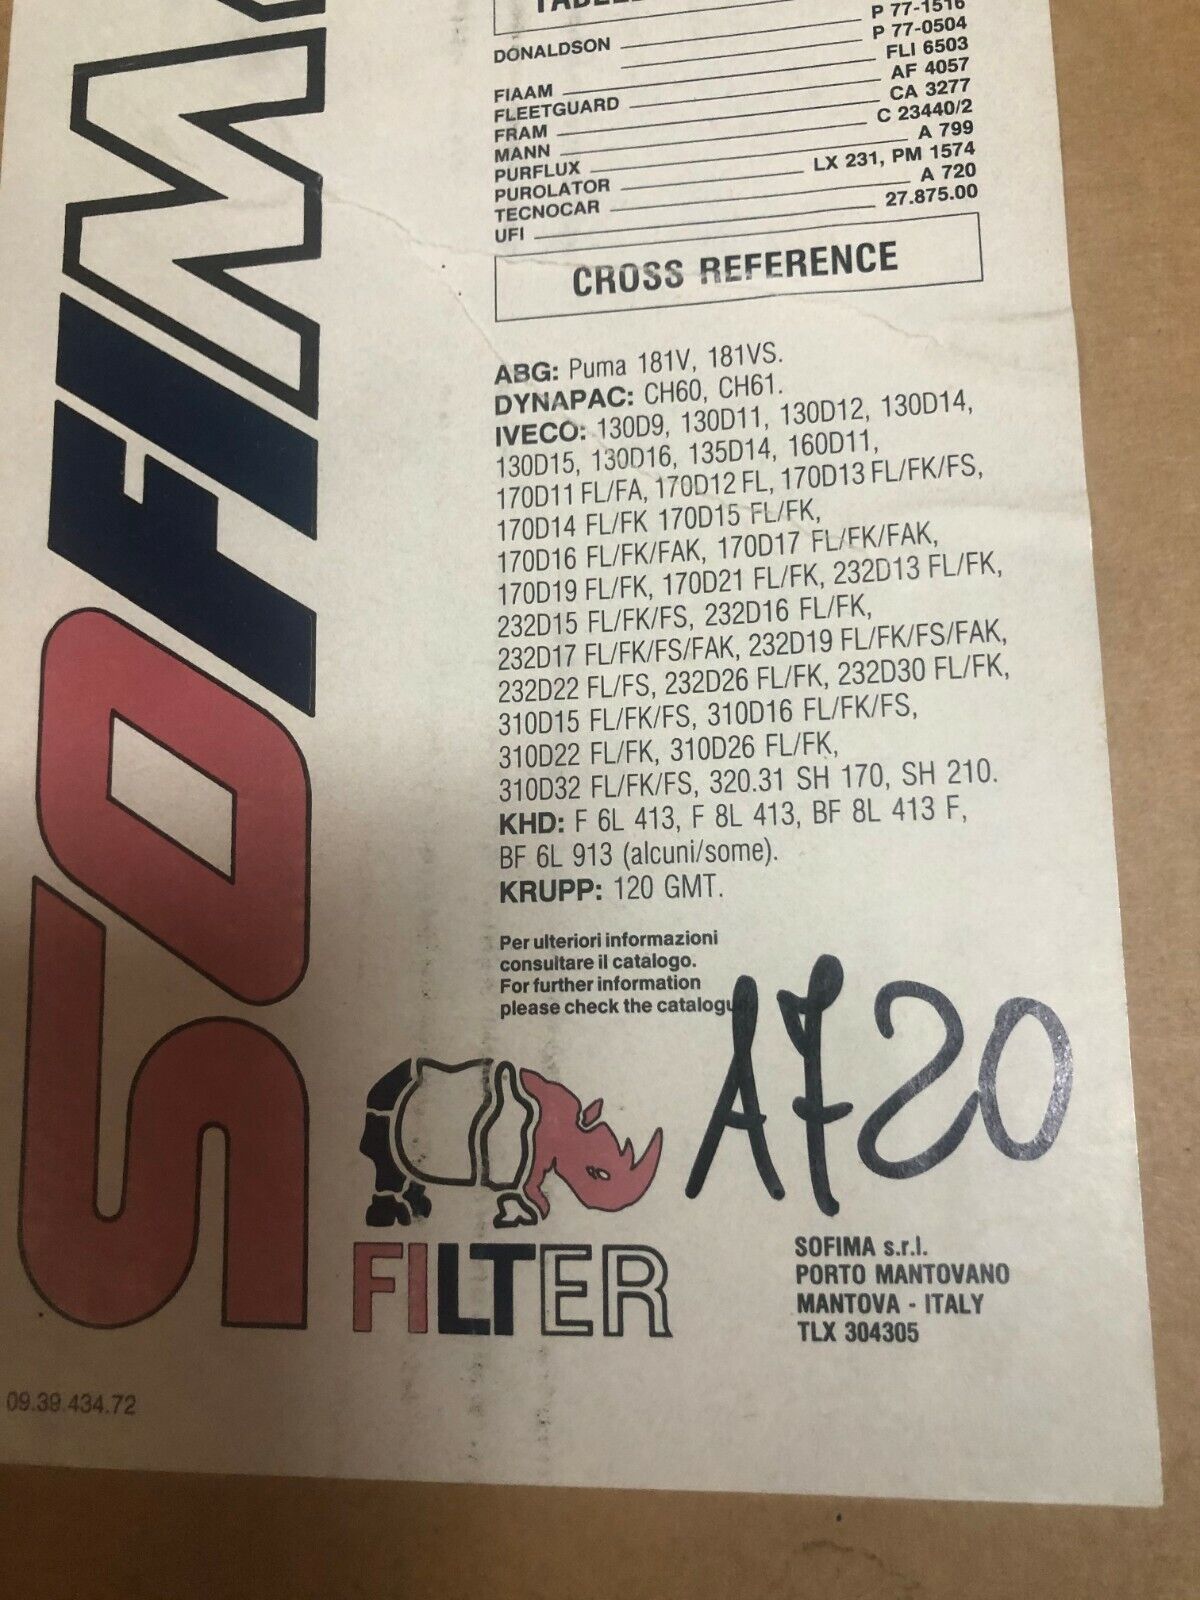 SOFIM
DONALDSON P 77-1516
P 77-0504
FIAAM FLI 6503
FLEETGUARD AF 4057
FRAM CA 3277
MANN C 23440/2
PURFLUX A 799
PUROLATOR LX 231, PM 1574
TECNOCAR A 720
UFI 27.875.00
CROSS REFERENCE
ABG: Puma 181V, 181VS.
DYNAPAC: CH60, CH61.
IVECO: 130D9, 130D11, 130D12, 130D14,
130D15, 130D16, 135D14, 160D11,
170D11 FL/FA, 170D12 FL, 170D13 FL/FK/FS,
170D14 FL/FK 170D15 FL/FK,
170D16 FL/FK/FAK, 170D17 FL/FK/FAK,
170D19 FL/FK, 170D21 FL/FK, 232D13 FL/FK,
232D15 FL/FK/FS, 232D16 FL/FK,
232D17 FL/FK/FS/FAK, 232D19 FL/FK/FS/FAK,
232D22 FL/FS, 232D26 FL/FK, 232D30 FL/FK,
310D15 FL/FK/FS, 310D16 FL/FK/FS,
310D22 FL/FK, 310D26 FL/FK,
310D32 FL/FK/FS, 320.31 SH 170, SH 210.
KHD: F 6L 413, F 8L 413, BF 8L 413 F,
BF 6L 913 (alcuni/some).
KRUPP: 120 GMT.
Per ulteriori informazioni
consultare il catalogo.
For further information
please check the catalogue
A720
FILTER
SOFIMA s.r.l.
PORTO MANTOVANO
MANTOVA - ITALY
TLX 304305
09.39.434.72